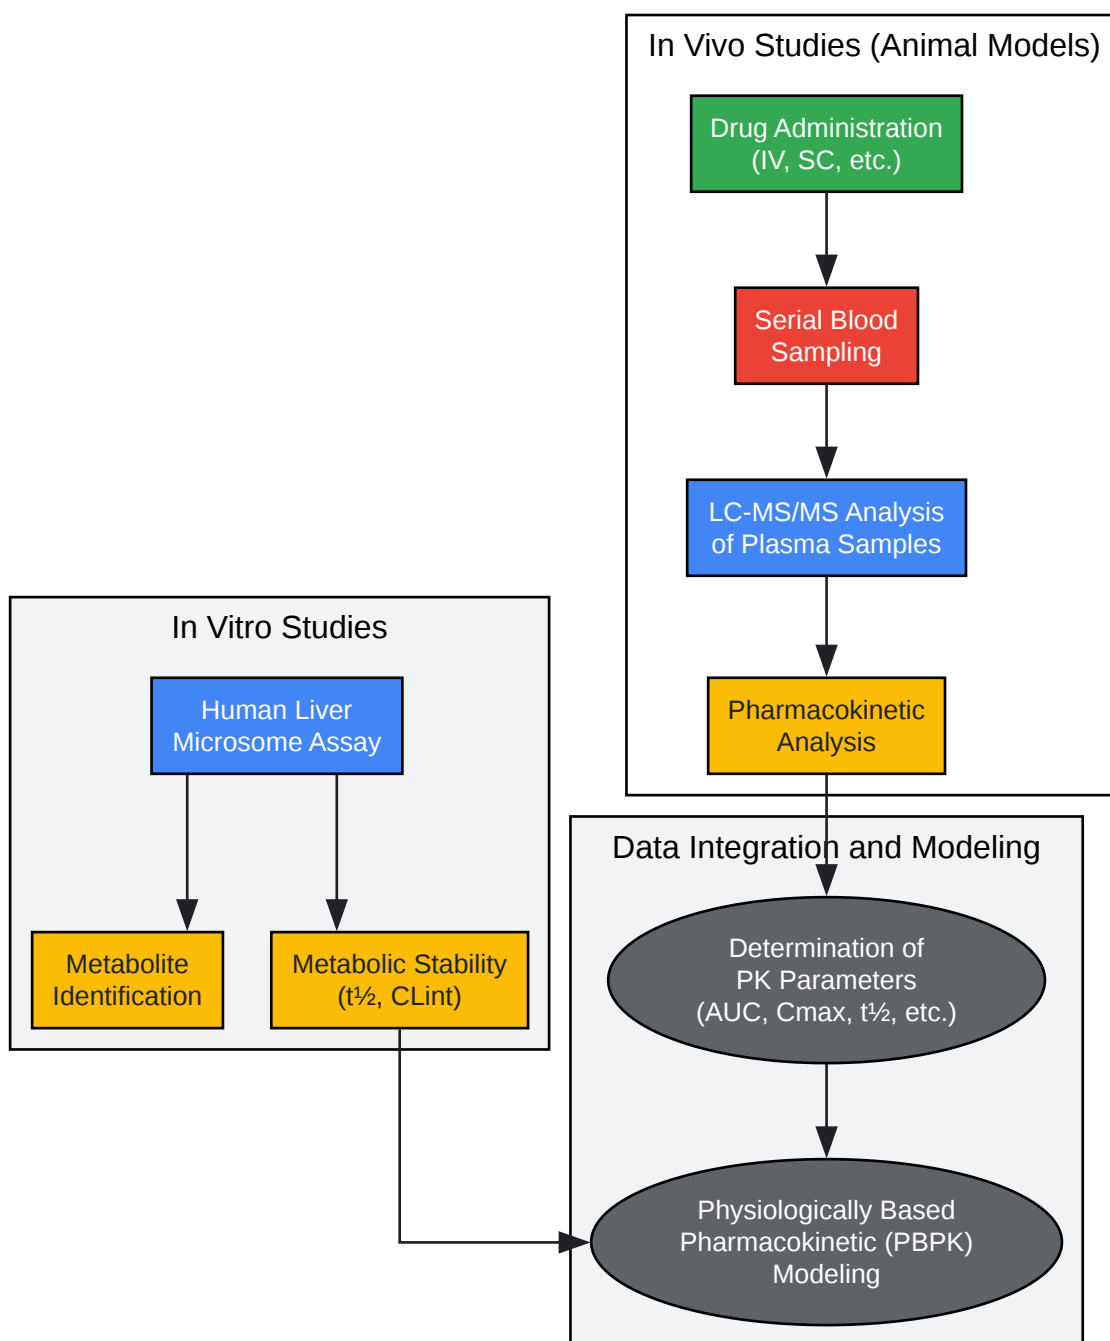 In Vivo Studies (Animal Models)
Drug Administration
(IV, SC, etc.)
Serial Blood
Sampling
LC-MS/MS Analysis
of Plasma Samples
Pharmacokinetic
Analysis
In Vitro Studies
Human Liver
Microsome Assay
Metabolite
Identification
Metabolic Stability
(t½, CLint)
Data Integration and Modeling
Determination of
PK Parameters
(AUC, Cmax, t½, etc.)
Physiologically Based
Pharmacokinetic (PBPK)
Modeling